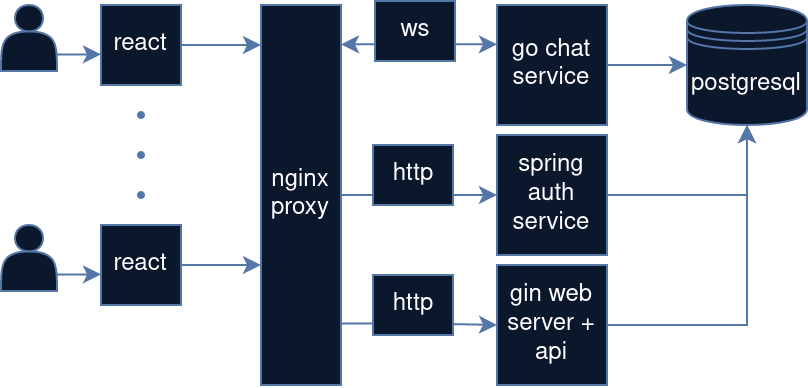 react
ws
go chat
service
postgresql
nginx
proxy
http
spring
auth
service
react
http
gin web
server +
api